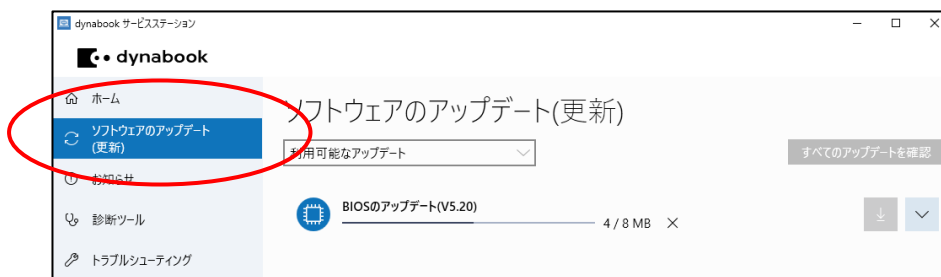 dynabook サービスステーション
dynabook
ホーム
ソフトウェアのアップデート
(更新)
お知らせ
診断ツール
トラブルシューティング
ソフトウェアのアップデート(更新)
利用可能なアップデート
すべてのアップデートを確認
BIOSのアップデート(V5.20)
4 / 8 MB